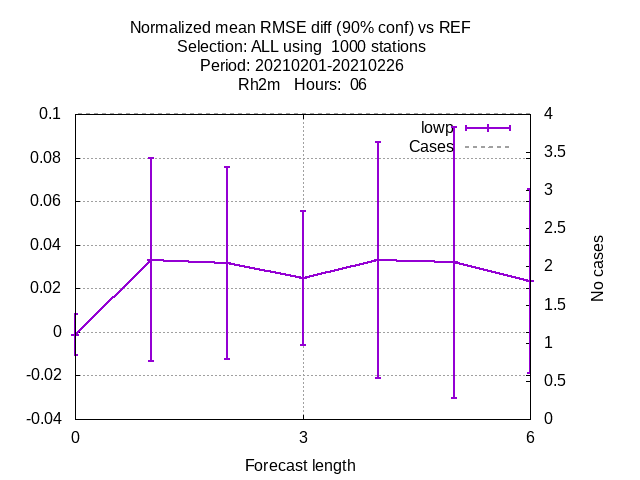 Normalized mean RMSE diff (90% conf) vs REF
Selection: ALL using  1000 stations
Period: 20210201-20210226
Rh2m   Hours:  06
lowp
Cases
0.1
0.08
0.06
0.04
0.02
0
-0.02
-0.04
4
3.5
3
2.5
2
1.5
1
0.5
0
No cases
0 3 6
Forecast length